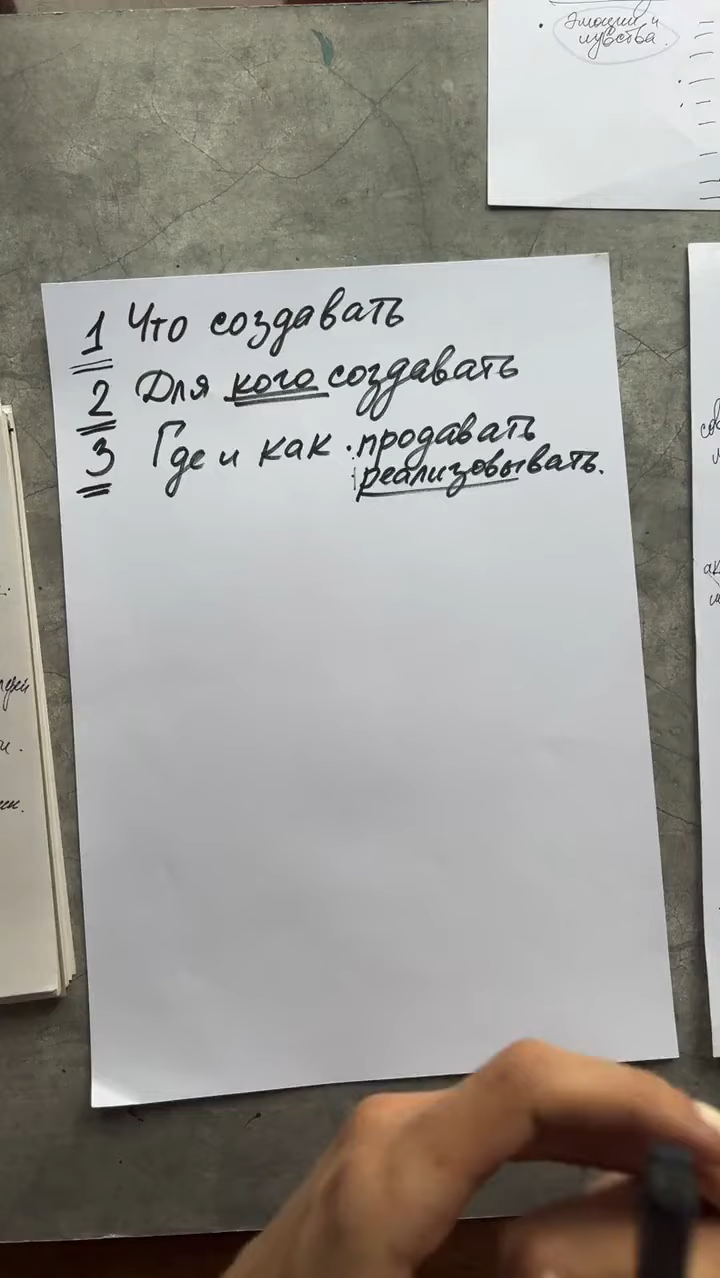 Эмоции и
чувства.
1 Что создавать
2 Для кого создавать
3 Где и как продавать
реализовывать.